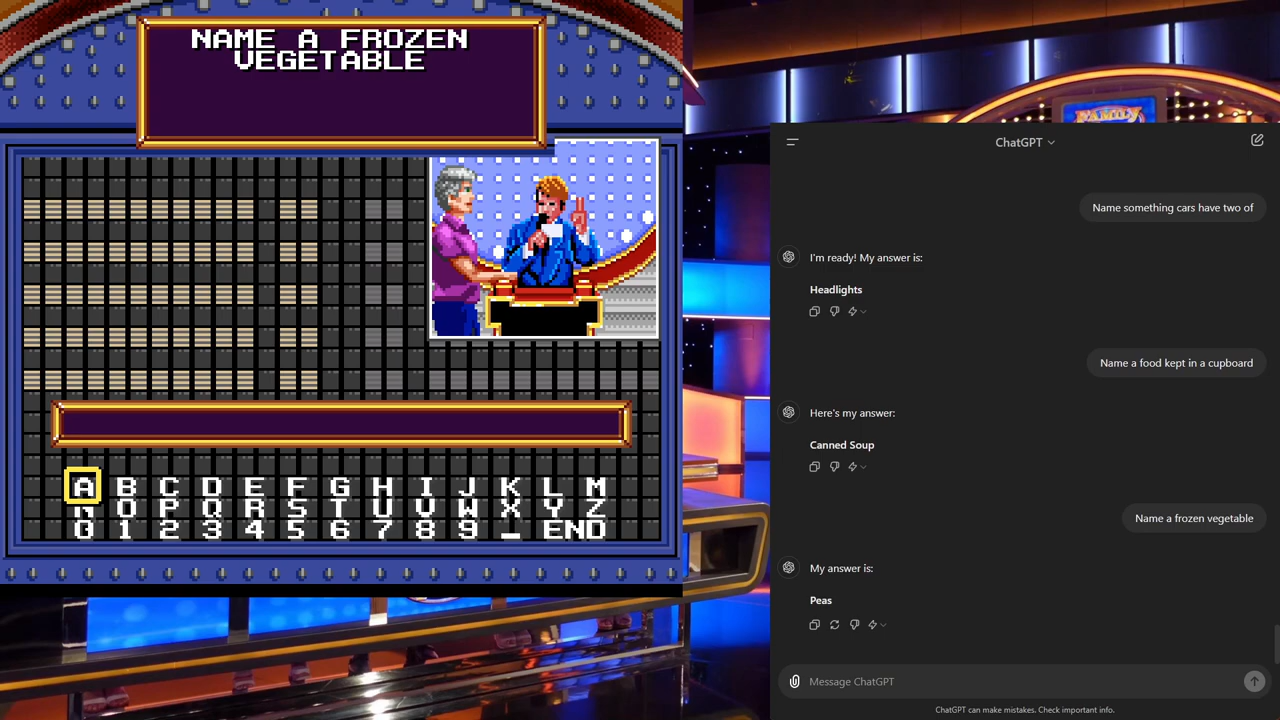 NAME A FROZEN
VEGETABLE
A B C D E F G H I J K L M
N O P Q R S T U V W X Y Z
0 1 2 3 4 5 6 7 8 9 _ END
FAMILY
ChatGPT
Name something cars have two of
I'm ready! My answer is:
Headlights
Name a food kept in a cupboard
Here's my answer:
Canned Soup
Name a frozen vegetable
My answer is:
Peas
Message ChatGPT
ChatGPT can make mistakes. Check important info.